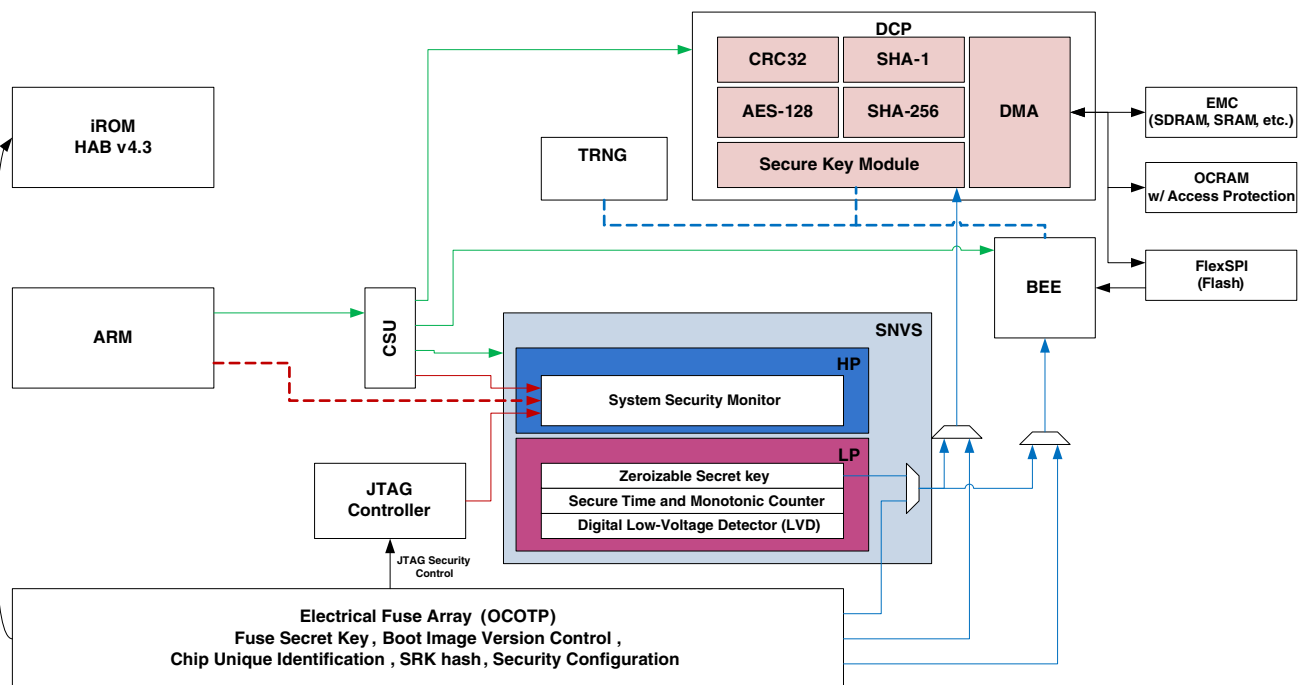 DCP
CRC32
SHA-1
AES-128
SHA-256
DMA
Secure Key Module
iROM
HAB v4.3
TRNG
EMC
(SDRAM, SRAM, etc.)
OCRAM
w/ Access Protection
FlexSPI
(Flash)
BEE
ARM
CSU
SNVS
HP
System Security Monitor
LP
Zeroizable Secret key
Secure Time and Monotonic Counter
Digital Low-Voltage Detector (LVD)
JTAG
Controller
JTAG Security
Control
Electrical Fuse Array (OCOTP)
Fuse Secret Key , Boot Image Version Control ,
Chip Unique Identification , SRK hash , Security Configuration